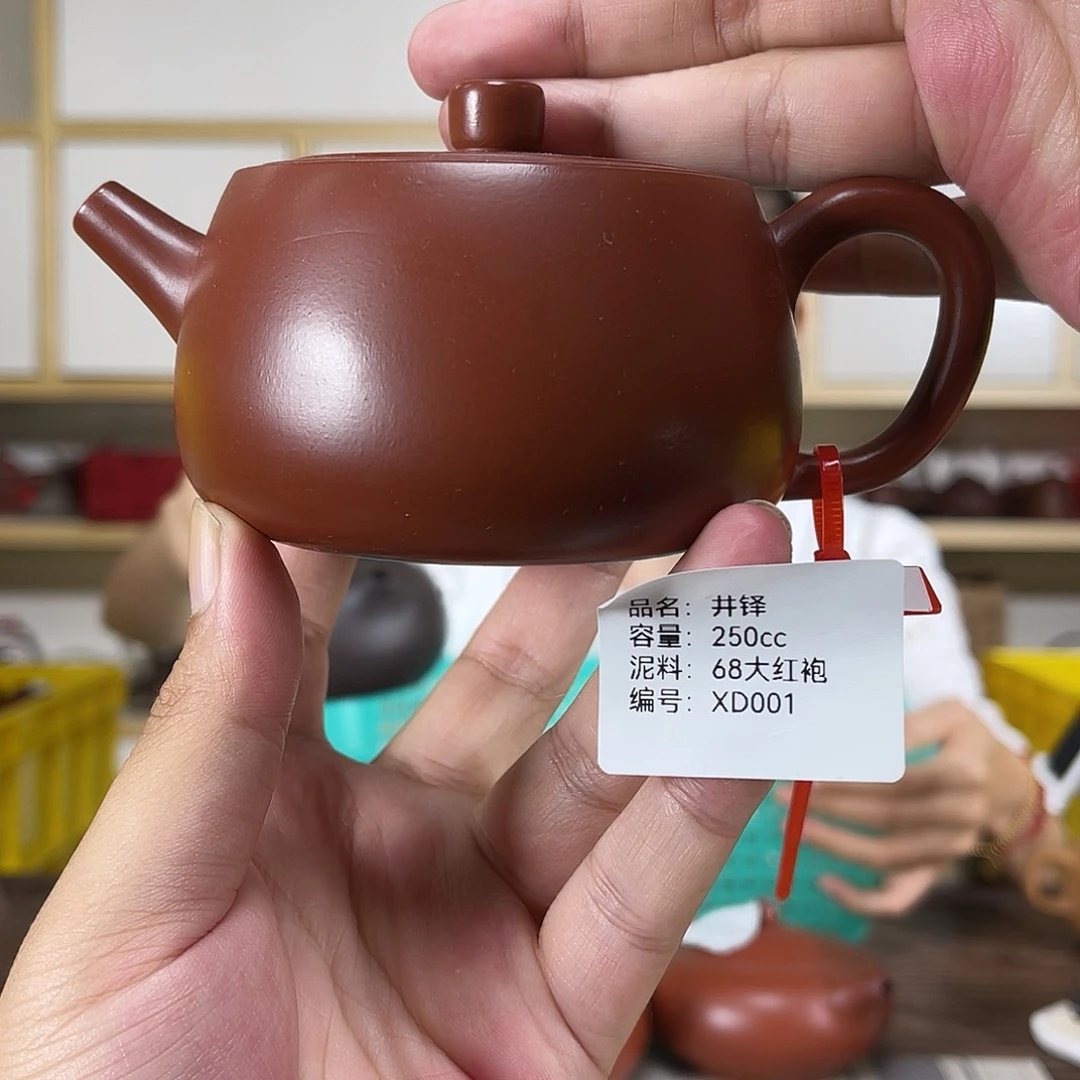 品名：井铎
容量：250cc
泥料：68大红袍
编号：XD001